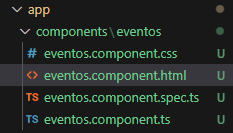 app
components\eventos
# eventos.component.css U
<> eventos.component.html U
TS eventos.component.spec.ts U
TS eventos.component.ts U